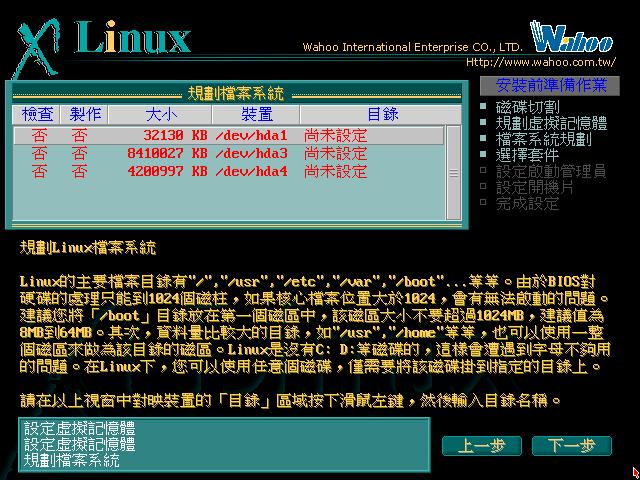 XLinux
Wahoo International Enterprise CO., LTD.
Wahoo
Http://www.wahoo.com.tw/
規劃檔案系統
檢查 製作 大小 裝置 目錄
否 否 32130 KB /dev/hda1 尚未設定
否 否 8410027 KB /dev/hda3 尚未設定
否 否 4200997 KB /dev/hda4 尚未設定
安裝前準備作業
磁碟切割
規劃虛擬記憶體
檔案系統規劃
選擇套件
設定啟動管理員
設定開機片
完成設定
規劃Linux檔案系統
Linux的主要檔案目錄有"/","/usr","/etc","/var","/boot"...等等。由於BIOS對
硬碟的處理只能到1024個磁柱，如果核心檔案位置大於1024，會有無法啟動的問題。
建議您將「/boot」目錄放在第一個磁區中，該磁區大小不要超過1024MB，建議值為
8MB到64MB。其次，資料量比較大的目錄，如"/usr","/home"等等，也可以使用一整
個磁區來做為該目錄的磁區。Linux是沒有C: D:等磁碟的，這樣會遭遇到字母不夠用
的問題。在Linux下，您可以使用任意個磁碟，僅需要將該磁碟掛到指定的目錄上。
請在以上視窗中對映裝置的「目錄」區域按下滑鼠左鍵，然後輸入目錄名稱。
設定虛擬記憶體
設定虛擬記憶體
規劃檔案系統
上一步 下一步